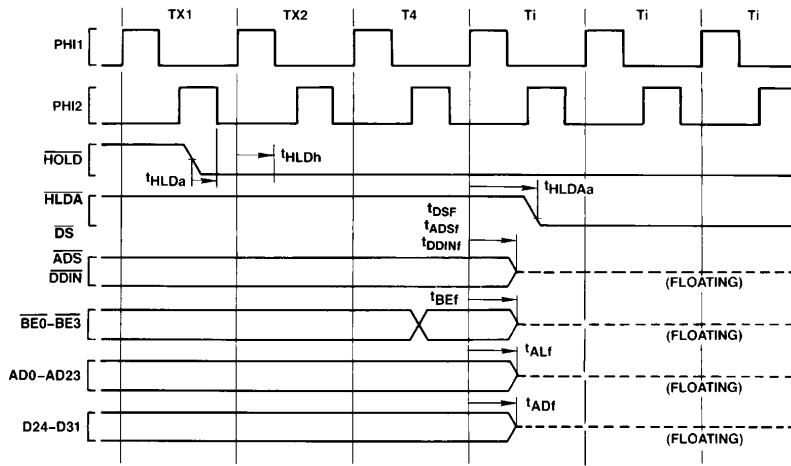 TX1 TX2 T4 Ti Ti Ti
PHI1
PHI2
HOLD
tHLDa
tHLDh
HLDA
tHLDAa
DS
tDSF
tADSf
tDDINf
ADS
DDIN
(FLOATING)
tBEf
BE0–BE3
(FLOATING)
tALf
AD0–AD23
(FLOATING)
tADf
D24–D31
(FLOATING)